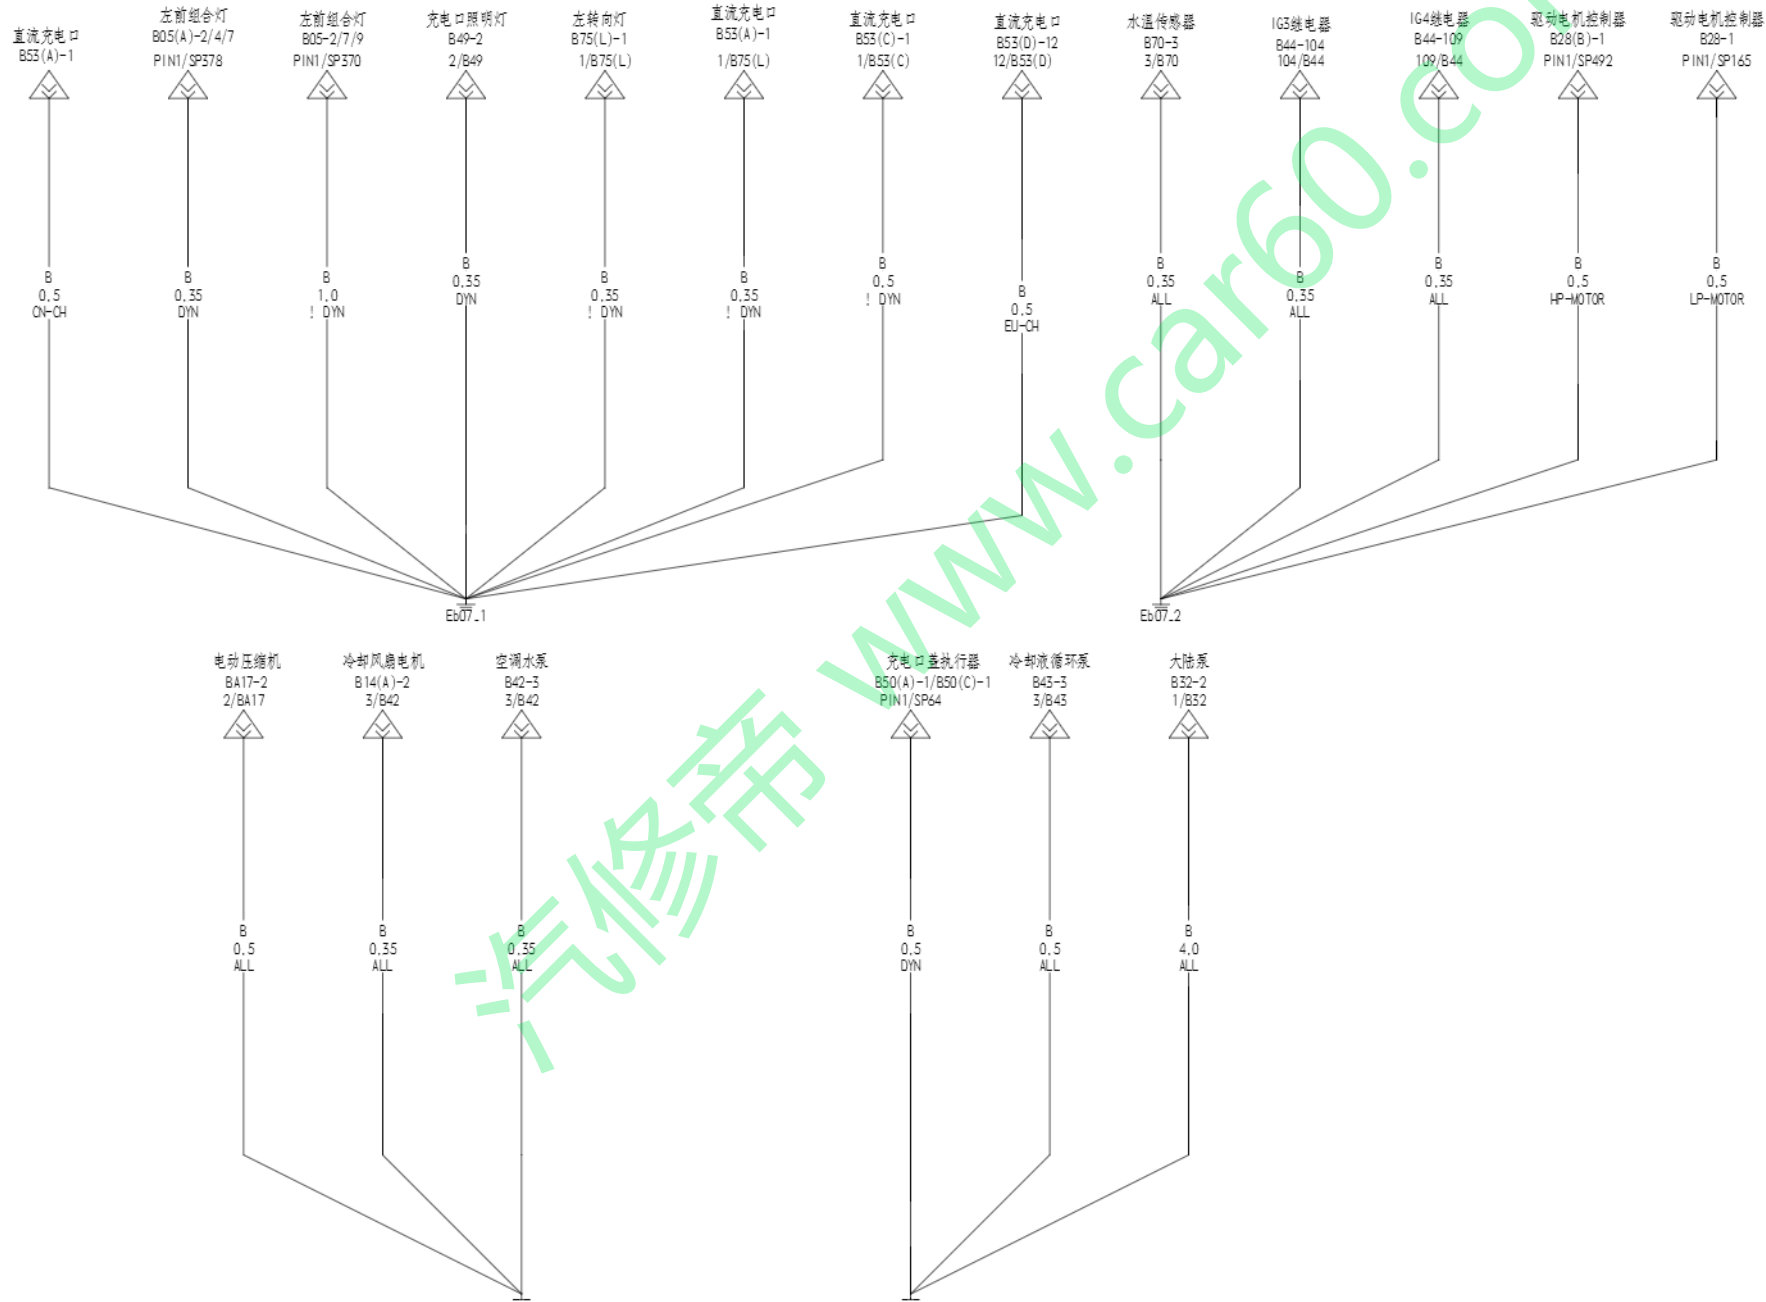 直流充电口
B53(A)-1
左前组合灯
B05(A)-2/4/7
PIN1/SP378
左前组合灯
B05-2/7/9
PIN1/SP370
充电口照明灯
B49-2
2/B49
左转向灯
B75(L)-1
1/B75(L)
直流充电口
B53(A)-1
1/B75(L)
直流充电口
B53(C)-1
1/B53(C)
直流充电口
B53(D)-12
12/B53(D)
水温传感器
B70-3
3/B70
IG3继电器
B44-104
104/B44
IG4继电器
B44-109
109/B44
驱动电机控制器
B28(B)-1
PIN1/SP492
驱动电机控制器
B28-1
PIN1/SP165
B
0.5
CN-CH
B
0.35
DYN
B
1.0
! DYN
B
0.35
DYN
B
0.35
! DYN
B
0.35
! DYN
B
0.5
! DYN
B
0.5
EU-CH
B
0.35
ALL
B
0.35
ALL
B
0.35
ALL
B
0.5
HP-MOTOR
B
0.5
LP-MOTOR
Eb07_1
Eb07_2
电动压缩机
BA17-2
2/BA17
冷却风扇电机
B14(A)-2
3/B42
空调水泵
B42-3
3/B42
充电口盖执行器
B50(A)-1/B50(C)-1
PIN1/SP64
冷却液循环泵
B43-3
3/B43
大陆泵
B32-2
1/B32
B
0.5
ALL
B
0.35
ALL
B
0.35
ALL
B
0.5
DYN
B
0.5
ALL
B
4.0
ALL
汽修帝 www.car60.com